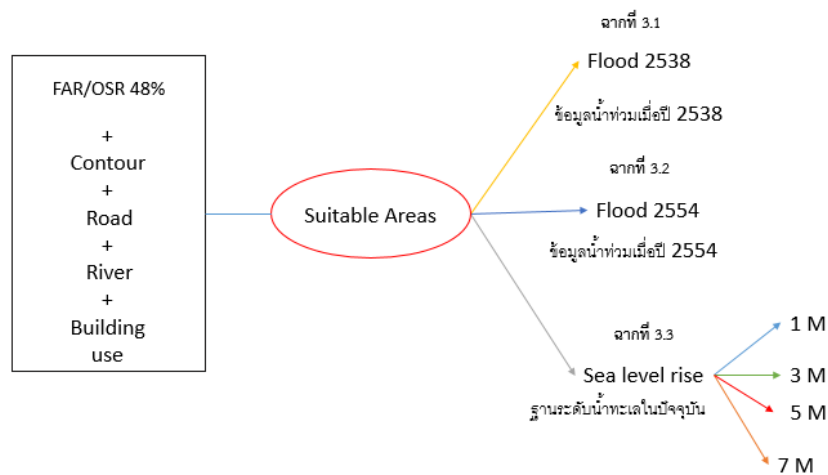 FAR/OSR 48%
+
Contour
+
Road
+
River
+
Building
use
Suitable Areas
ฉากที่ 3.1
Flood 2538
ข้อมูลน้ำท่วมเมื่อปี 2538
ฉากที่ 3.2
Flood 2554
ข้อมูลน้ำท่วมเมื่อปี 2554
ฉากที่ 3.3
Sea level rise
ฐานระดับน้ำทะเลในปัจจุบัน
1 M
3 M
5 M
7 M